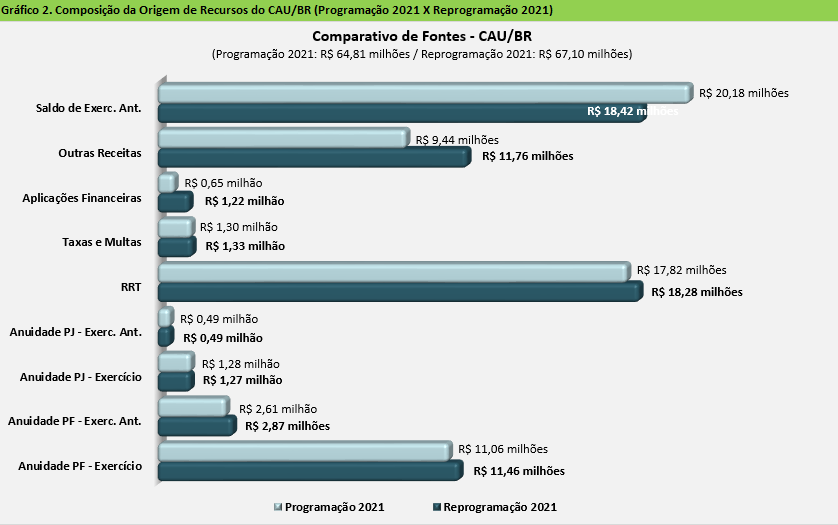 Gráfico 2. Composição da Origem de Recursos do CAU/BR (Programação 2021 X Reprogramação 2021)
Comparativo de Fontes - CAU/BR
(Programação 2021: R$ 64,81 milhões / Reprogramação 2021: R$ 67,10 milhões)
Saldo de Exerc. Ant.
R$ 20,18 milhões
R$ 18,42 milhões
Outras Receitas
R$ 9,44 milhões
R$ 11,76 milhões
Aplicações Financeiras
R$ 0,65 milhão
R$ 1,22 milhão
Taxas e Multas
R$ 1,30 milhão
R$ 1,33 milhão
RRT
R$ 17,82 milhões
R$ 18,28 milhões
Anuidade PJ - Exerc. Ant.
R$ 0,49 milhão
R$ 0,49 milhão
Anuidade PJ - Exercício
R$ 1,28 milhão
R$ 1,27 milhão
Anuidade PF - Exerc. Ant.
R$ 2,61 milhão
R$ 2,87 milhões
Anuidade PF - Exercício
R$ 11,06 milhões
R$ 11,46 milhões
Programação 2021
Reprogramação 2021